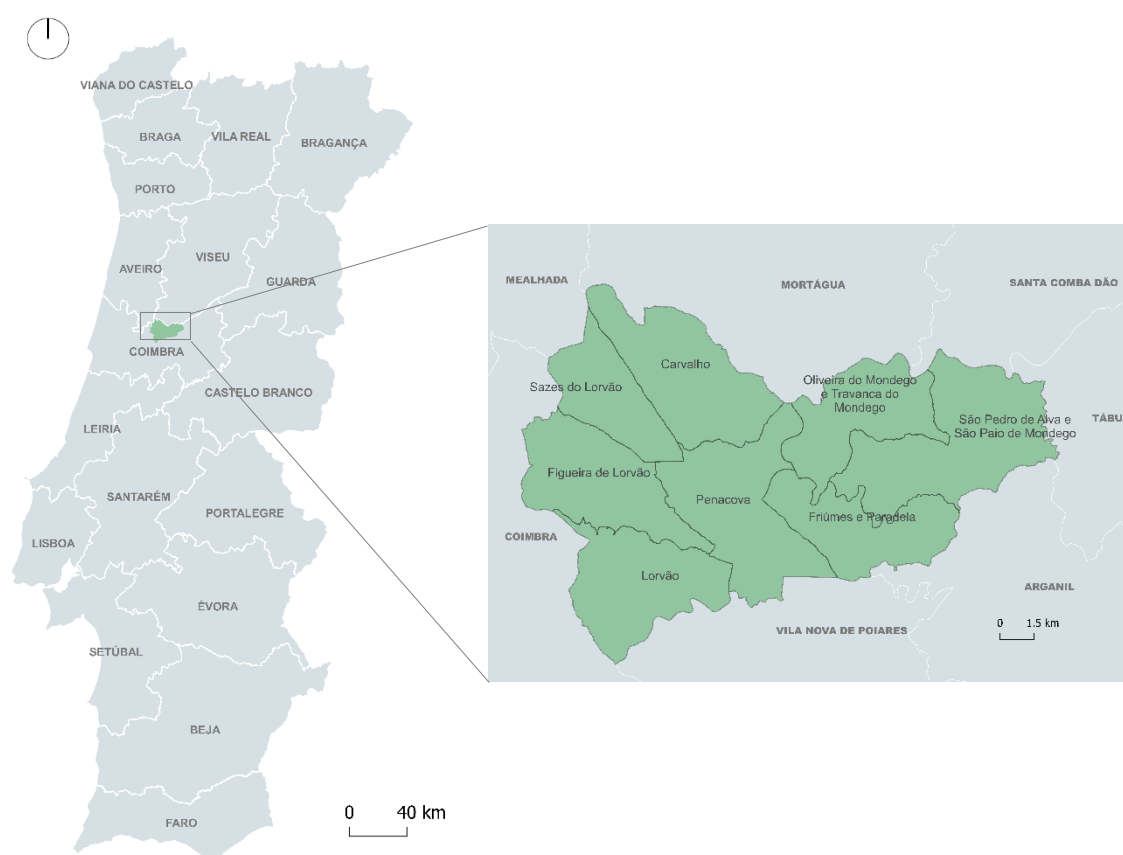 VIANA DO CASTELO
BRAGA
VILA REAL
BRAGANÇA
PORTO
AVEIRO
VISEU
GUARDA
COIMBRA
CASTELO BRANCO
LEIRIA
SANTARÉM
PORTALEGRE
LISBOA
ÉVORA
SETÚBAL
BEJA
FARO
0 40 km
MEALHADA
MORTÁGUA
SANTA COMBA DÃO
Carvalho
Sazes do Lorvão
Oliveira do Mondego
e Travanca do
Mondego
São Pedro de Alva e
São Paio de Mondego
TÁBU
Figueira de Lorvão
Penacova
Friúmes e Paradela
COIMBRA
Lorvão
ARGANIL
VILA NOVA DE POIARES
0 1.5 km